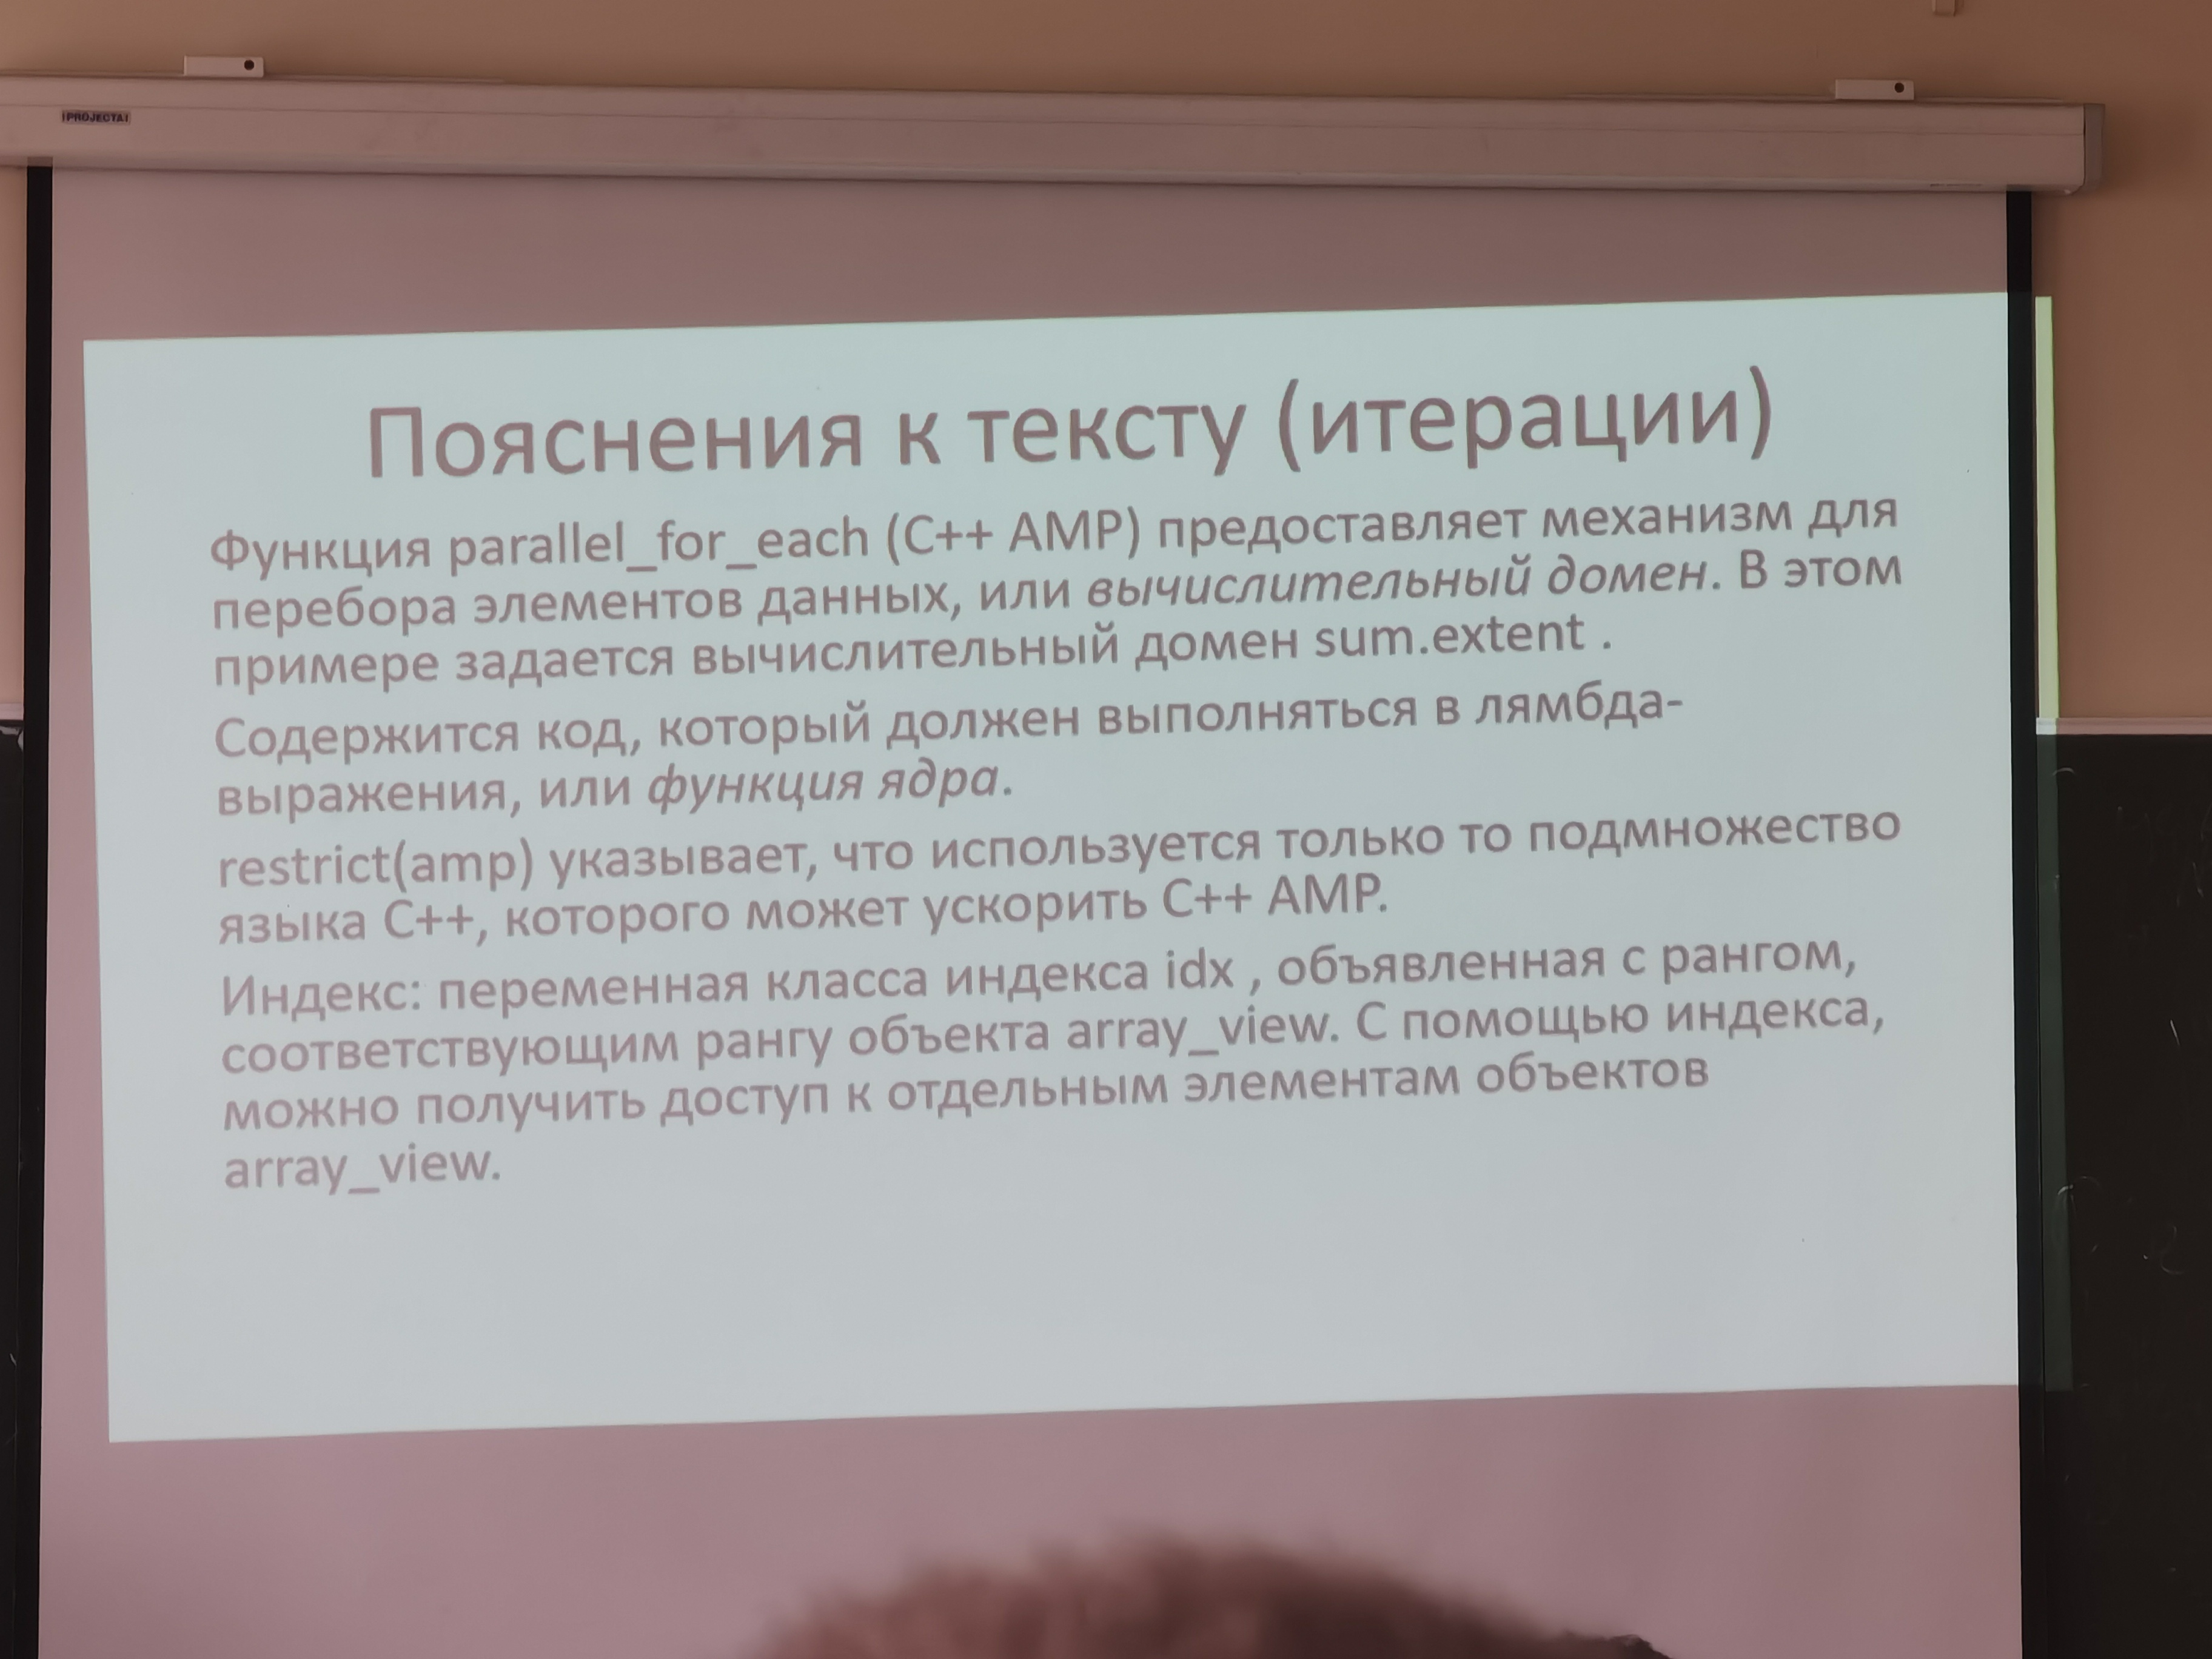 PROJECTA
Пояснения к тексту (итерации)
Функция parallel_for_each (C++ AMP) предоставляет механизм для
перебора элементов данных, или вычислительный домен. В этом
примере задается вычислительный домен sum.extent .
Содержится код, который должен выполняться в лямбда-
выражения, или функция ядра.
restrict(amp) указывает, что используется только то подмножество
языка C++, которого может ускорить C++ AMP.
Индекс: переменная класса индекса idx , объявленная с рангом,
соответствующим рангу объекта array_view. С помощью индекса,
можно получить доступ к отдельным элементам объектов
array_view.